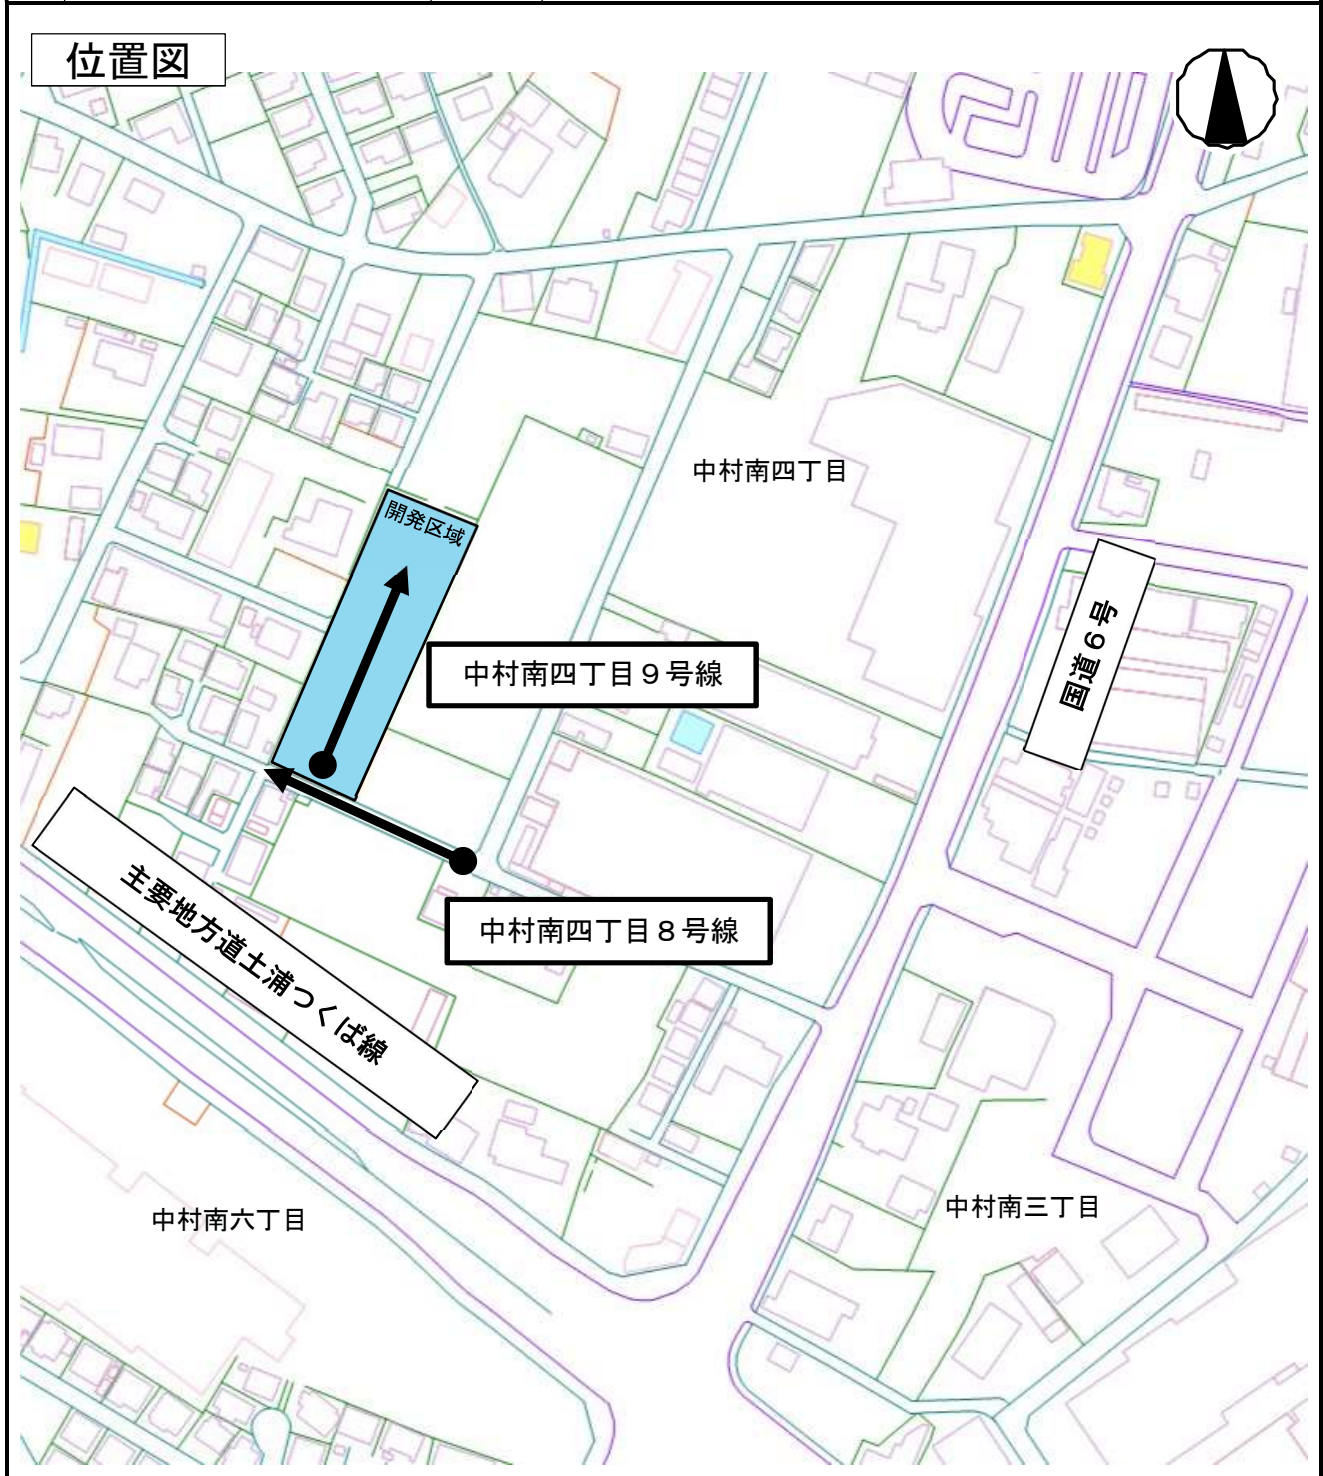 位置図
中村南四丁目
開発区域
国道６号
中村南四丁目９号線
中村南四丁目８号線
主要地方道土浦つくば線
中村南六丁目
中村南三丁目